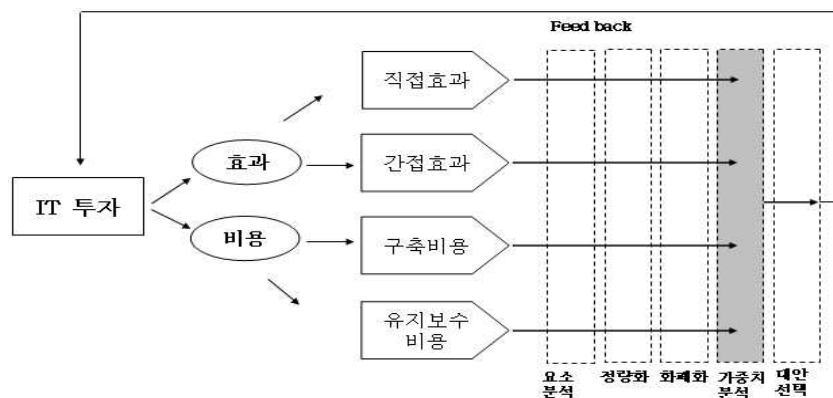 Feed back
직접효과
효과
간접효과
IT 투자
비용
구축비용
유지보수
비용
요소
분석
정량화
화폐화
가중치
분석
대안
선택